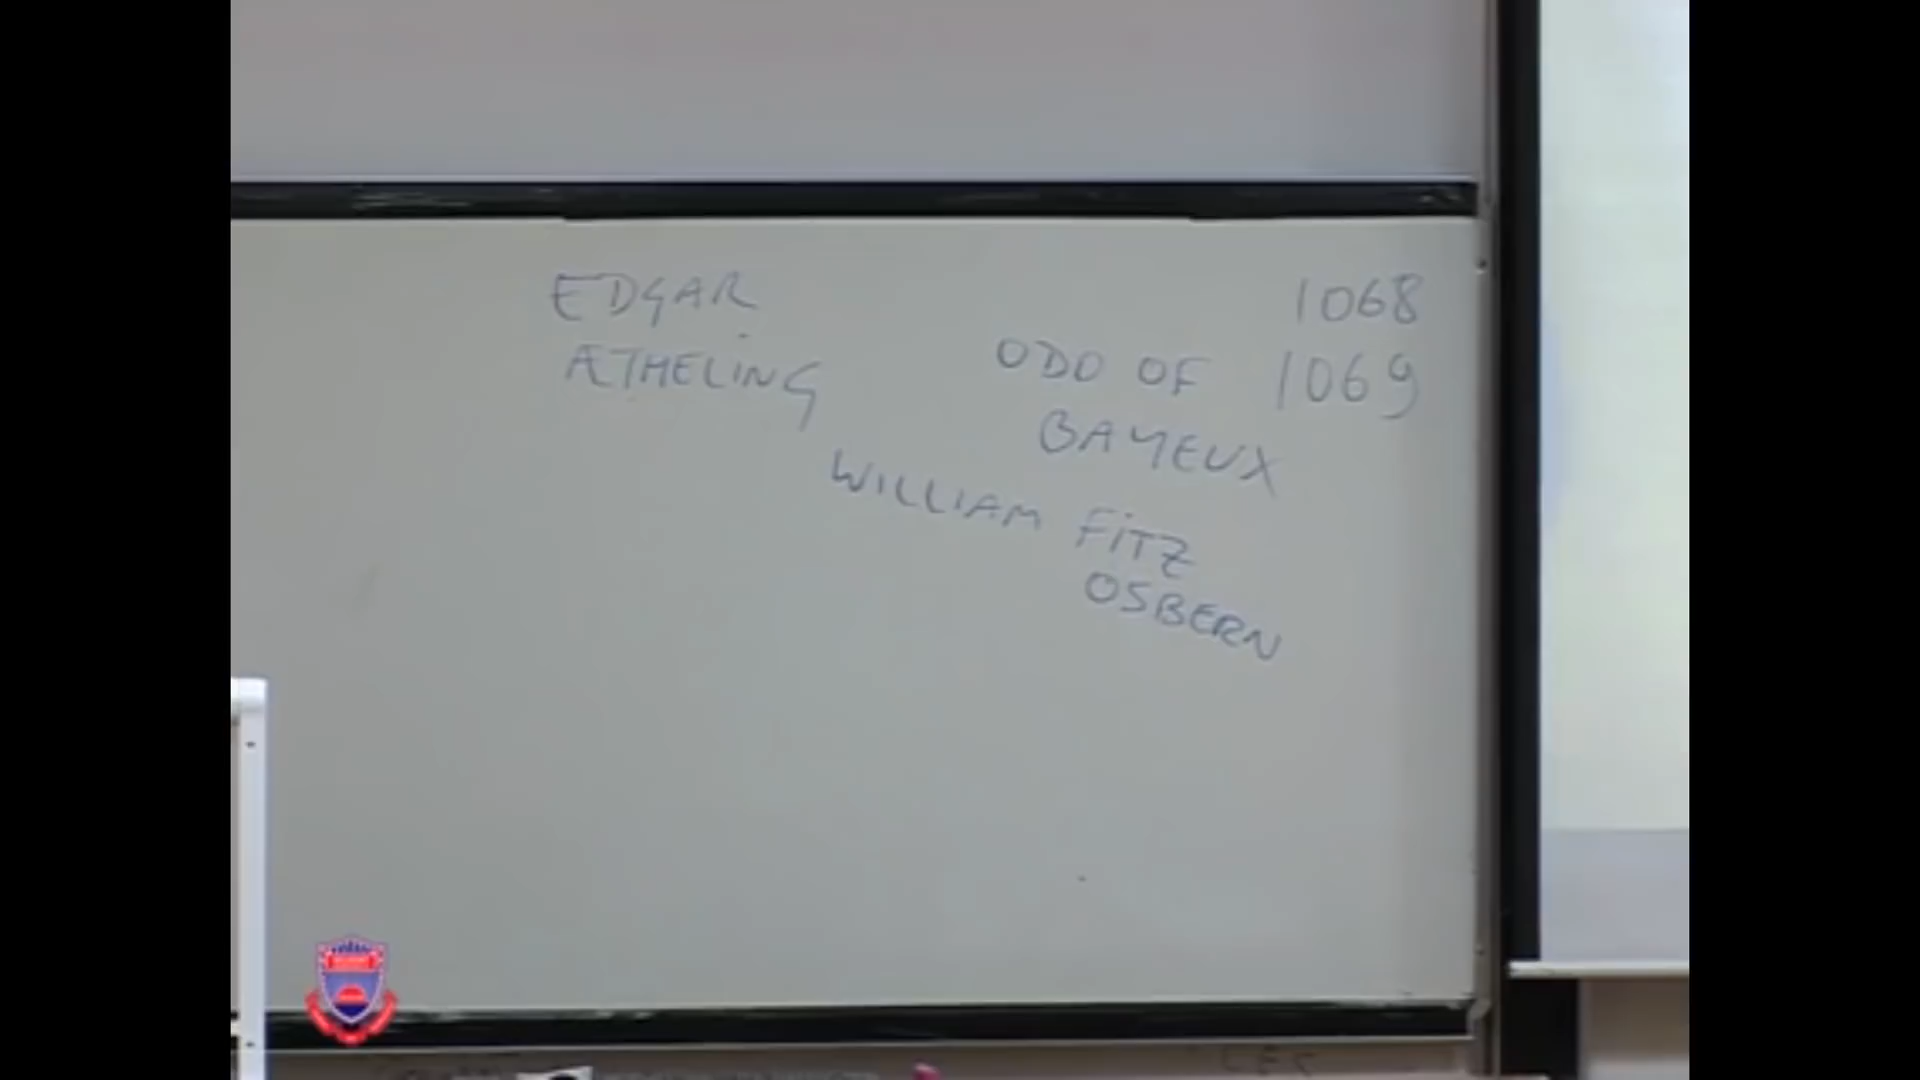 EDGAR
ÆTHELING
1068
1069
ODO OF
BAYEUX
WILLIAM FITZ
OSBERN